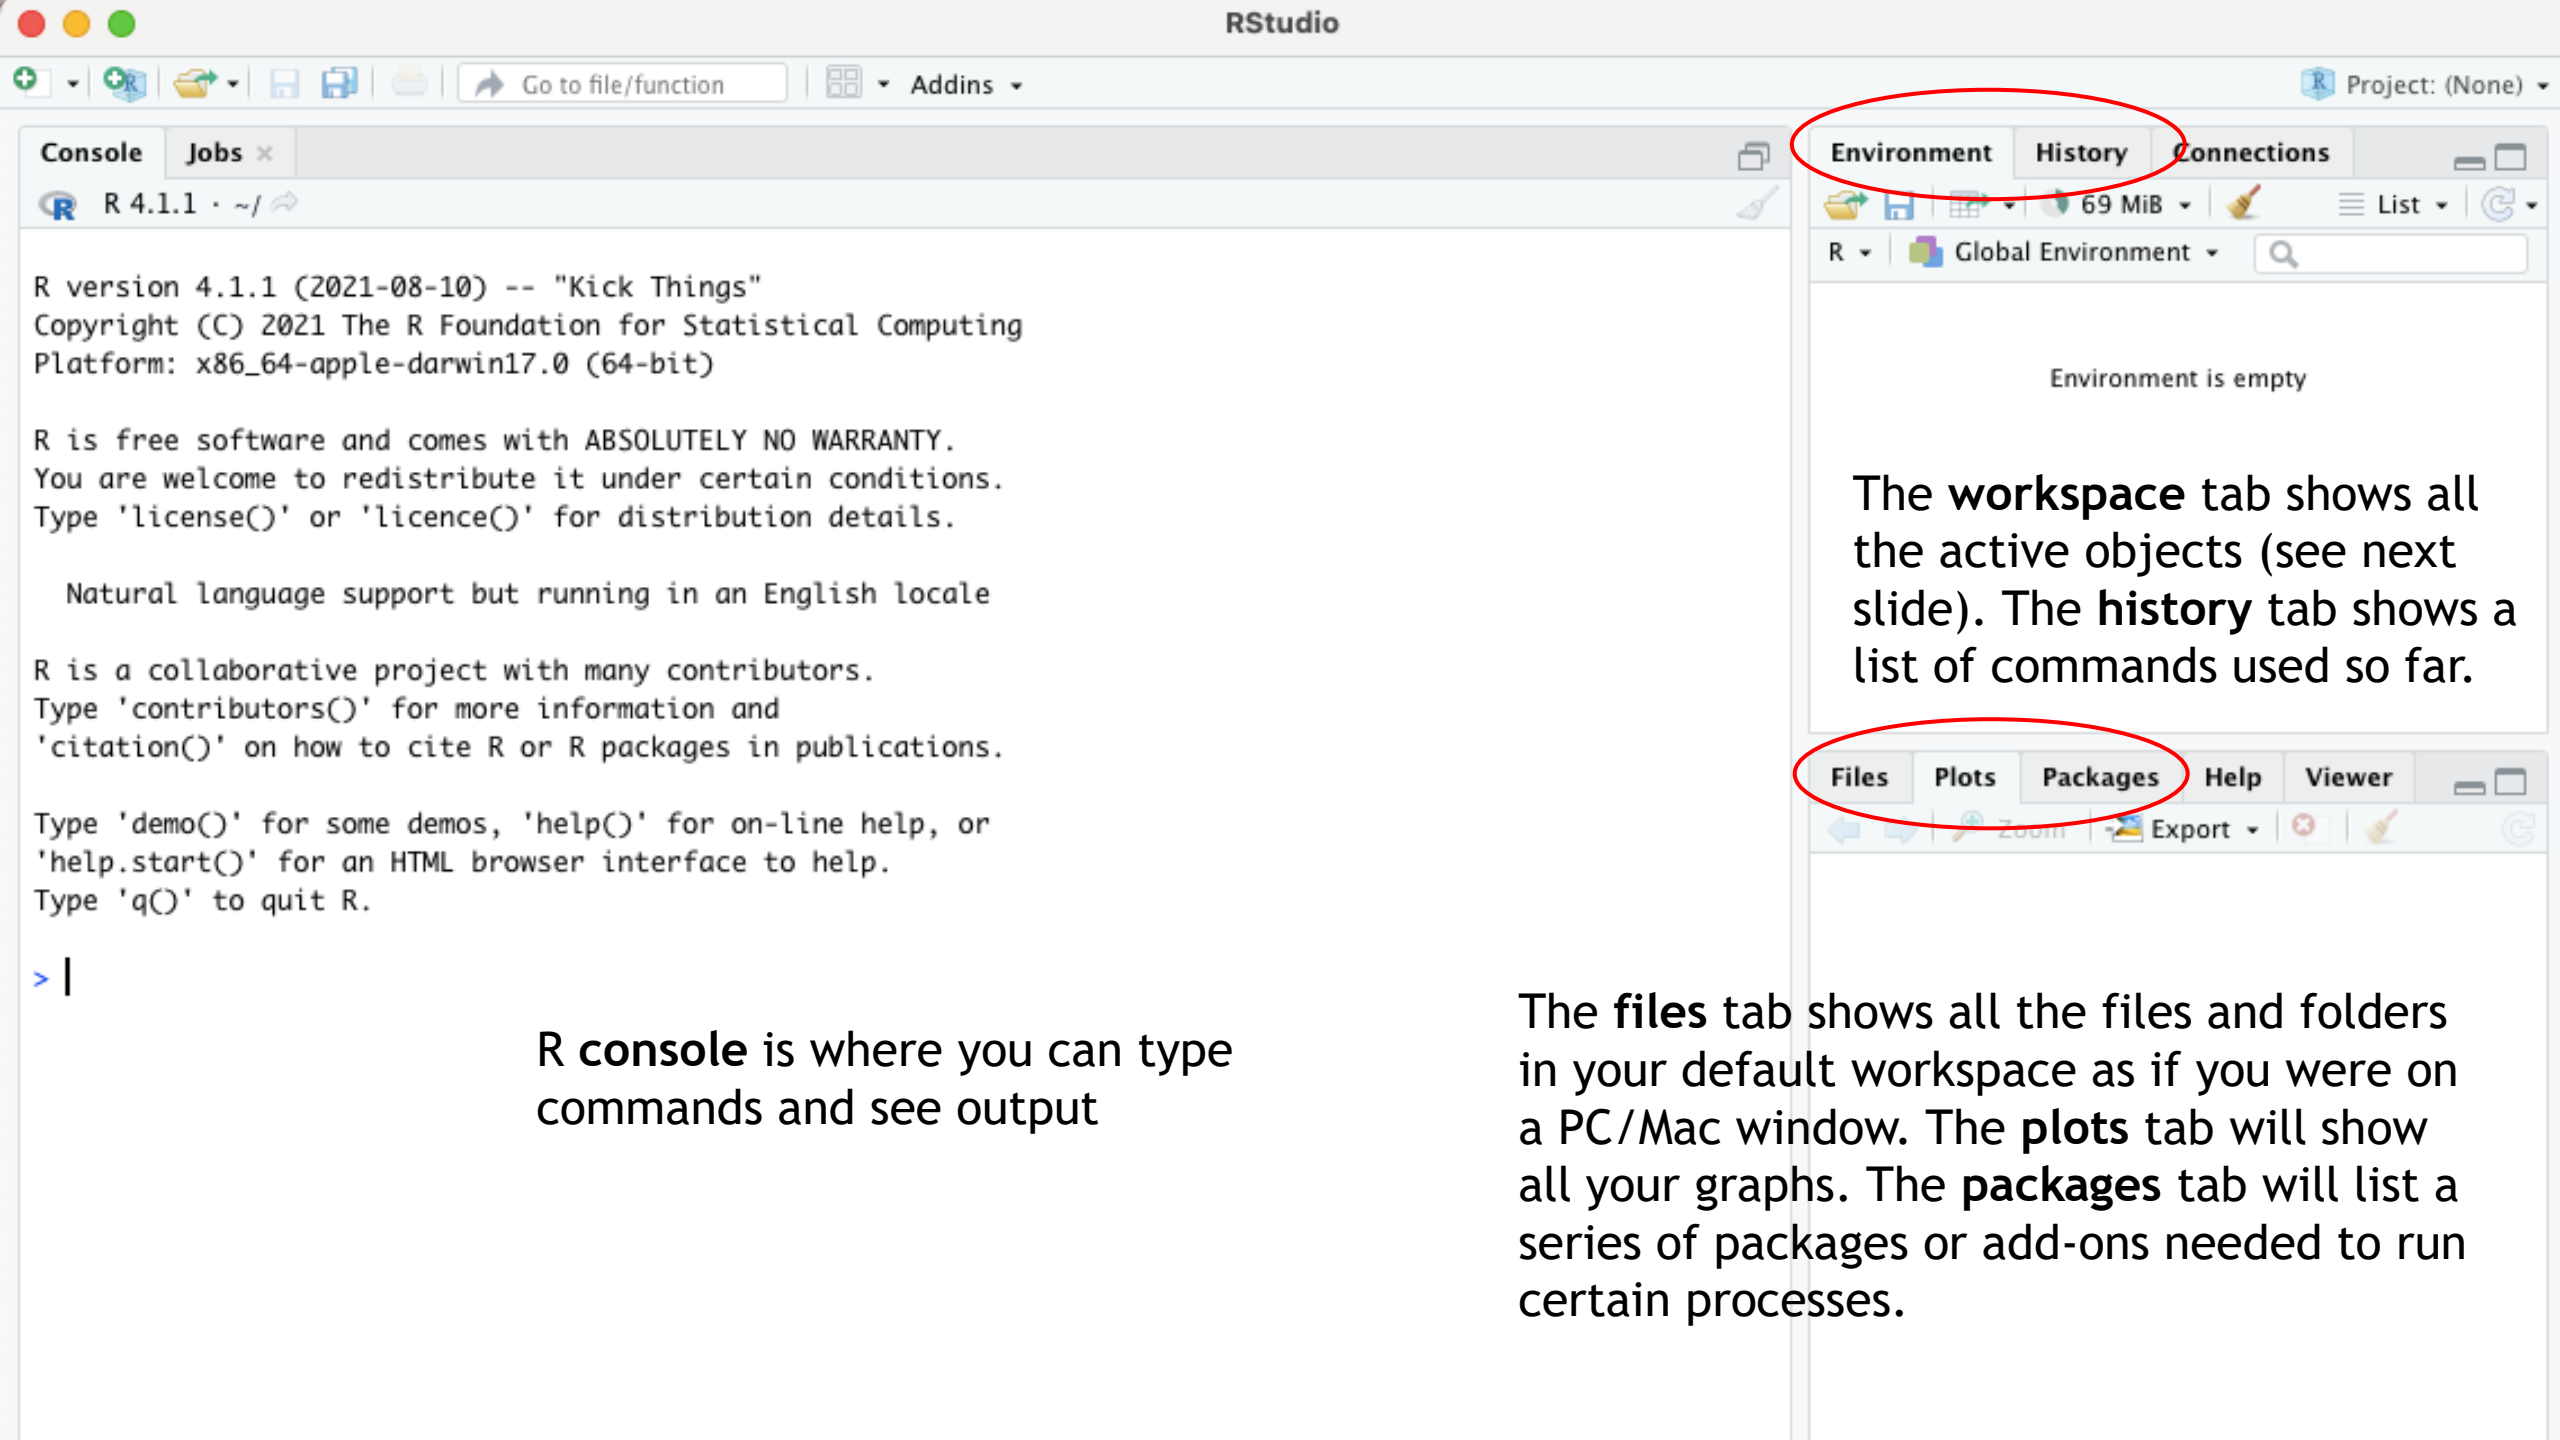 RStudio
Go to file/function
Addins
Project: (None)
Console Jobs
R 4.1.1 · ~/
R version 4.1.1 (2021-08-10) -- "Kick Things"
Copyright (C) 2021 The R Foundation for Statistical Computing
Platform: x86_64-apple-darwin17.0 (64-bit)
R is free software and comes with ABSOLUTELY NO WARRANTY.
You are welcome to redistribute it under certain conditions.
Type 'license()' or 'licence()' for distribution details.
Natural language support but running in an English locale
R is a collaborative project with many contributors.
Type 'contributors()' for more information and
'citation()' on how to cite R or R packages in publications.
Type 'demo()' for some demos, 'help()' for on-line help, or
'help.start()' for an HTML browser interface to help.
Type 'q()' to quit R.
>
R console is where you can type
commands and see output
Environment History Connections
69 MiB List
R Global Environment
Environment is empty
The workspace tab shows all
the active objects (see next
slide). The history tab shows a
list of commands used so far.
Files Plots Packages Help Viewer
Zoom Export
The files tab shows all the files and folders
in your default workspace as if you were on
a PC/Mac window. The plots tab will show
all your graphs. The packages tab will list a
series of packages or add-ons needed to run
certain processes.